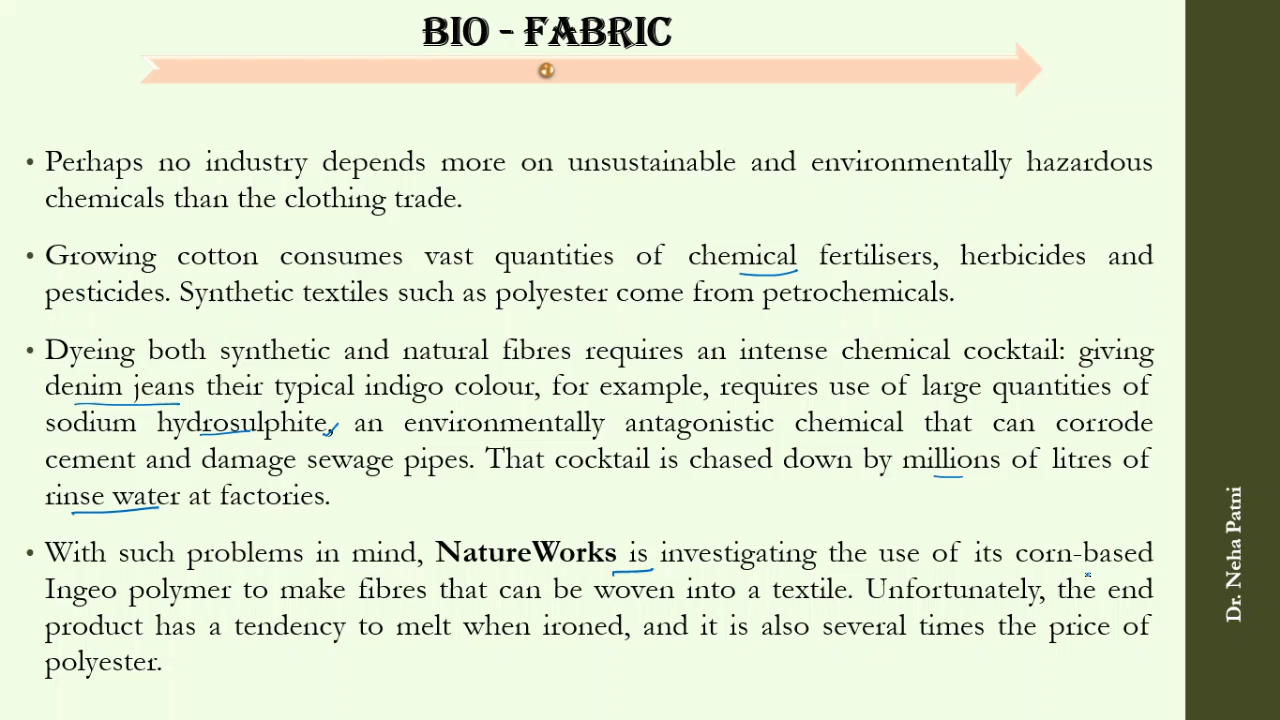 BIO - FABRIC
• Perhaps no industry depends more on unsustainable and environmentally hazardous
chemicals than the clothing trade.
• Growing cotton consumes vast quantities of chemical fertilisers, herbicides and
pesticides. Synthetic textiles such as polyester come from petrochemicals.
• Dyeing both synthetic and natural fibres requires an intense chemical cocktail: giving
denim jeans their typical indigo colour, for example, requires use of large quantities of
sodium hydrosulphite, an environmentally antagonistic chemical that can corrode
cement and damage sewage pipes. That cocktail is chased down by millions of litres of
rinse water at factories.
• With such problems in mind, NatureWorks is investigating the use of its corn-based
Ingeo polymer to make fibres that can be woven into a textile. Unfortunately, the end
product has a tendency to melt when ironed, and it is also several times the price of
polyester.
Dr. Neha Patni